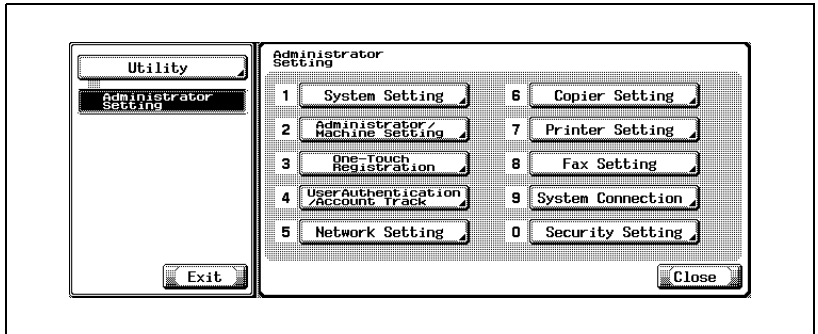 Utility
Administrator
Setting
Exit
Administrator
Setting
1 System Setting
2 Administrator/
Machine Setting
3 One-Touch
Registration
4 UserAuthentication
/Account Track
5 Network Setting
6 Copier Setting
7 Printer Setting
8 Fax Setting
9 System Connection
0 Security Setting
Close